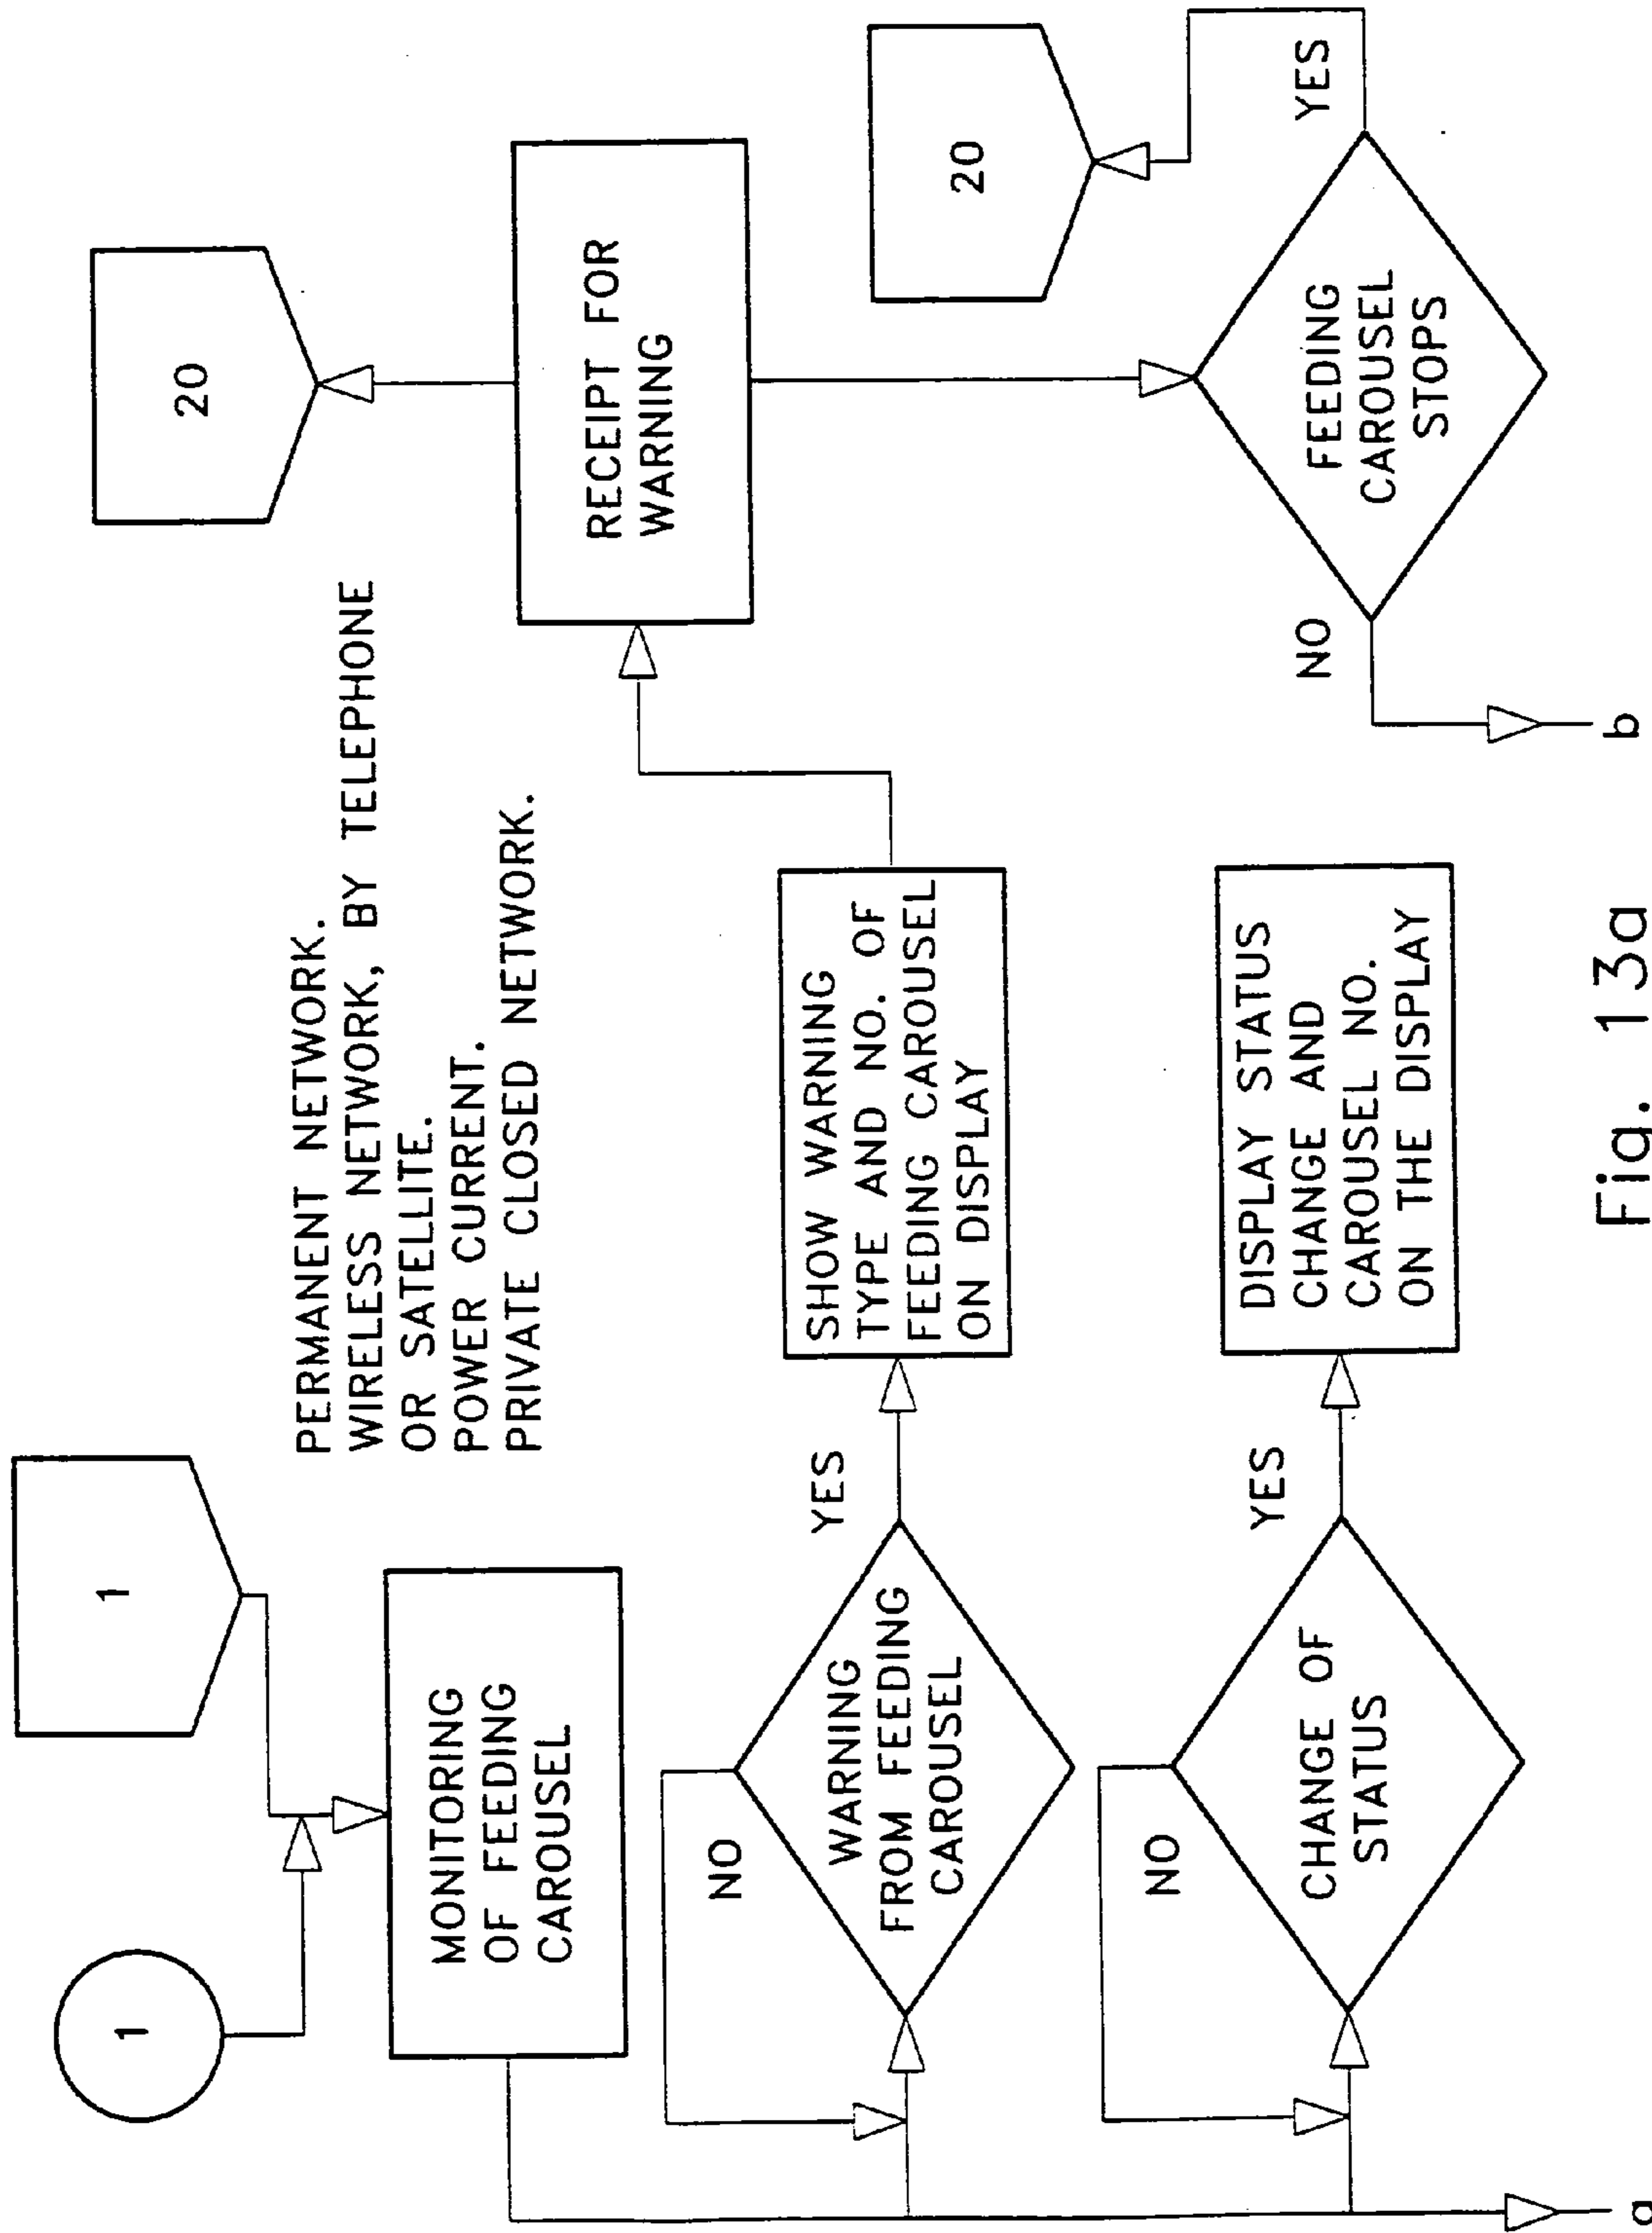 1
1
MONITORING
OF FEEDING
CAROUSEL
PERMANENT NETWORK.
WIRELESS NETWORK, BY TELEPHONE
OR SATELLITE.
POWER CURRENT.
PRIVATE CLOSED NETWORK.
20
RECEIPT FOR
WARNING
NO
WARNING
FROM FEEDING
CAROUSEL
YES
SHOW WARNING
TYPE AND NO. OF
FEEDING CAROUSEL
ON DISPLAY
20
NO
CHANGE OF
STATUS
YES
DISPLAY STATUS
CHANGE AND
CAROUSEL NO.
ON THE DISPLAY
NO
FEEDING
CAROUSEL
STOPS
YES
a
Fig. 13a
b